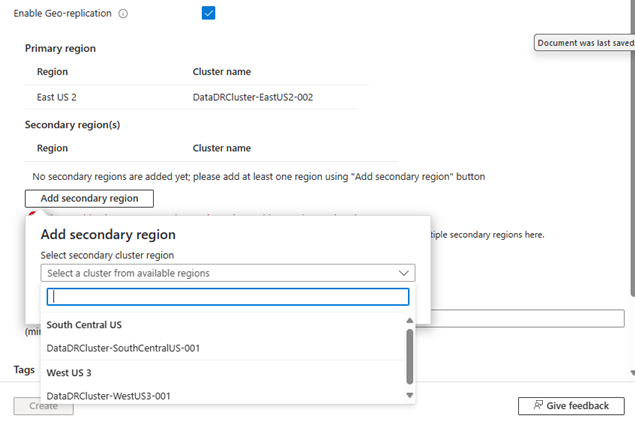 Enable Geo-replication
Document was last saved:
Primary region
Region Cluster name
East US 2 DataDRCluster-EastUS2-002
Secondary region(s)
Region Cluster name
No secondary regions are added yet; please add at least one region using "Add secondary region" button
Add secondary region
Add secondary region
tiple secondary regions here.
Select secondary cluster region
Select a cluster from available regions
South Central US
(mi
DataDRCluster-SouthCentralUS-001
West US 3
Tags
DataDRCluster-WestUS3-001
Create
Give feedback